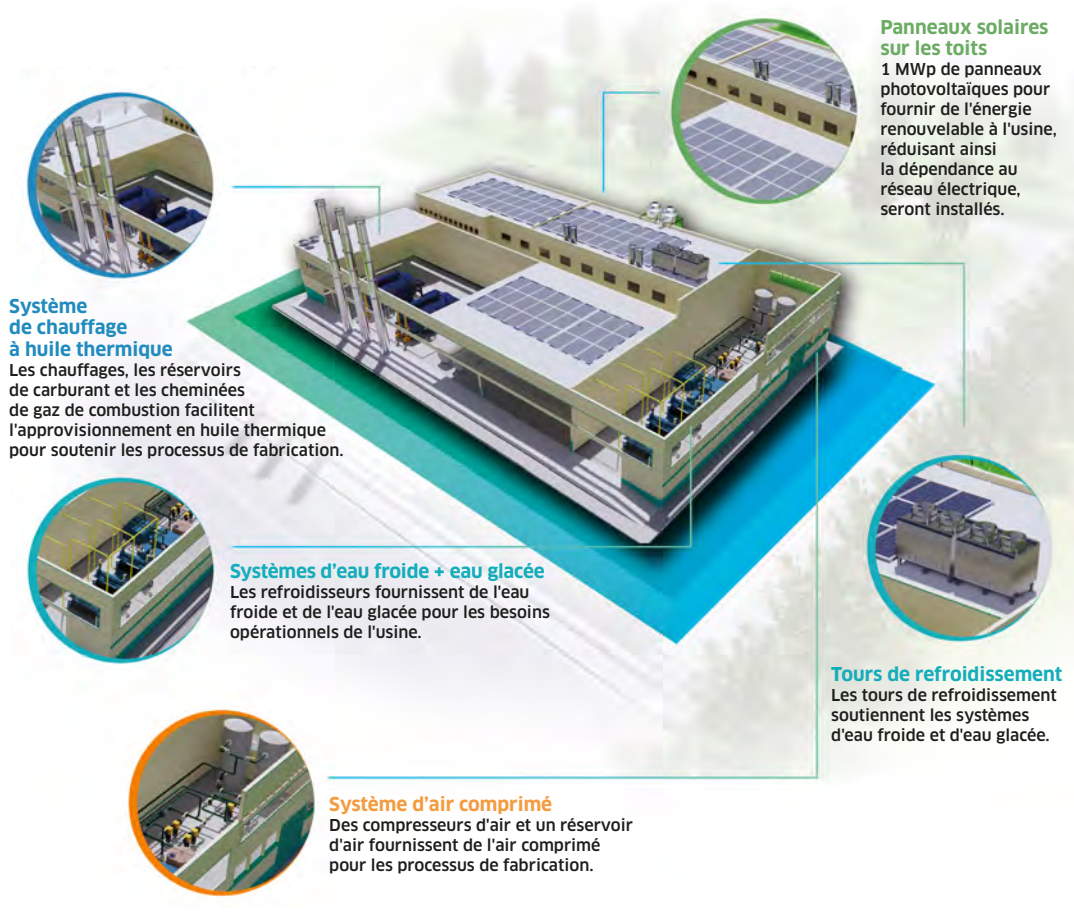 Panneaux solaires
sur les toits
1 MWp de panneaux
photovoltaïques pour
fournir de l'énergie
renouvelable à l'usine,
réduisant ainsi
la dépendance au
réseau électrique,
seront installés.
Système
de chauffage
à huile thermique
Les chauffages, les réservoirs
de carburant et les cheminées
de gaz de combustion facilitent
l'approvisionnement en huile thermique
pour soutenir les processus de fabrication.
Systèmes d'eau froide + eau glacée
Les refroidisseurs fournissent de l'eau
froide et de l'eau glacée pour les besoins
opérationnels de l'usine.
Tours de refroidissement
Les tours de refroidissement
soutiennent les systèmes
d'eau froide et d'eau glacée.
Système d'air comprimé
Des compresseurs d'air et un réservoir
d'air fournissent de l'air comprimé
pour les processus de fabrication.